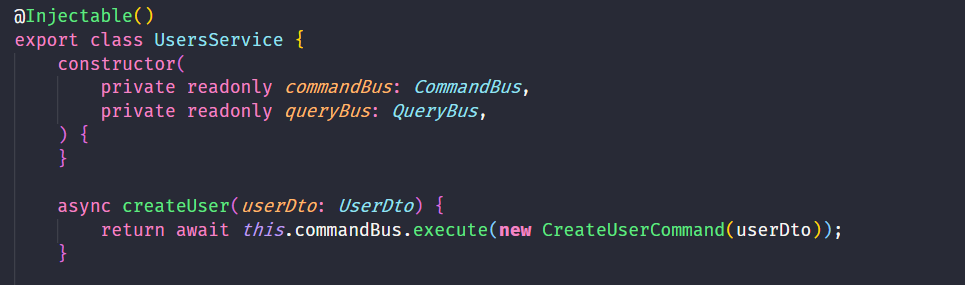 @Injectable()
export class UsersService {
    constructor(
        private readonly commandBus: CommandBus,
        private readonly queryBus: QueryBus,
    ) {
    }

    async createUser(userDto: UserDto) {
        return await this.commandBus.execute(new CreateUserCommand(userDto));
    }